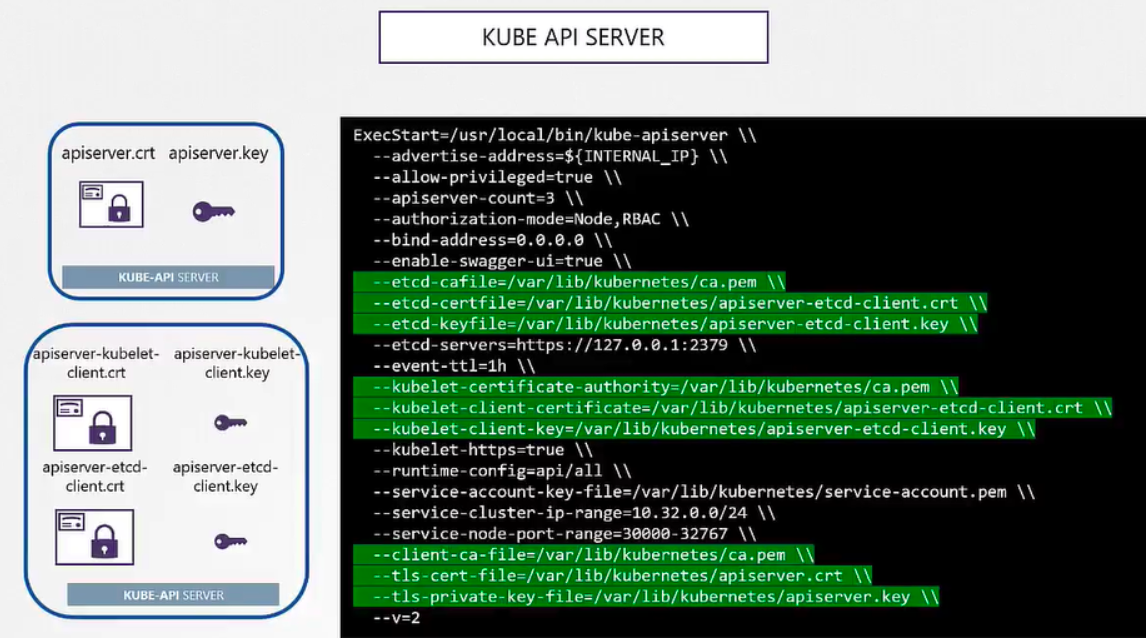 KUBE API SERVER
apiserver.crt apiserver.key
KUBE-API SERVER
apiserver-kubelet-
client.crt
apiserver-kubelet-
client.key
apiserver-etcd-
client.crt
apiserver-etcd-
client.key
KUBE-API SERVER
ExecStart=/usr/local/bin/kube-apiserver \\
--advertise-address=${INTERNAL_IP} \\
--allow-privileged=true \\
--apiserver-count=3 \\
--authorization-mode=Node,RBAC \\
--bind-address=0.0.0.0 \\
--enable-swagger-ui=true \\
--etcd-cafile=/var/lib/kubernetes/ca.pem \\
--etcd-certfile=/var/lib/kubernetes/apiserver-etcd-client.crt \\
--etcd-keyfile=/var/lib/kubernetes/apiserver-etcd-client.key \\
--etcd-servers=https://127.0.0.1:2379 \\
--event-ttl=1h \\
--kubelet-certificate-authority=/var/lib/kubernetes/ca.pem \\
--kubelet-client-certificate=/var/lib/kubernetes/apiserver-etcd-client.crt \\
--kubelet-client-key=/var/lib/kubernetes/apiserver-etcd-client.key \\
--kubelet-https=true \\
--runtime-config=api/all \\
--service-account-key-file=/var/lib/kubernetes/service-account.pem \\
--service-cluster-ip-range=10.32.0.0/24 \\
--service-node-port-range=30000-32767 \\
--client-ca-file=/var/lib/kubernetes/ca.pem \\
--tls-cert-file=/var/lib/kubernetes/apiserver.crt \\
--tls-private-key-file=/var/lib/kubernetes/apiserver.key \\
--v=2